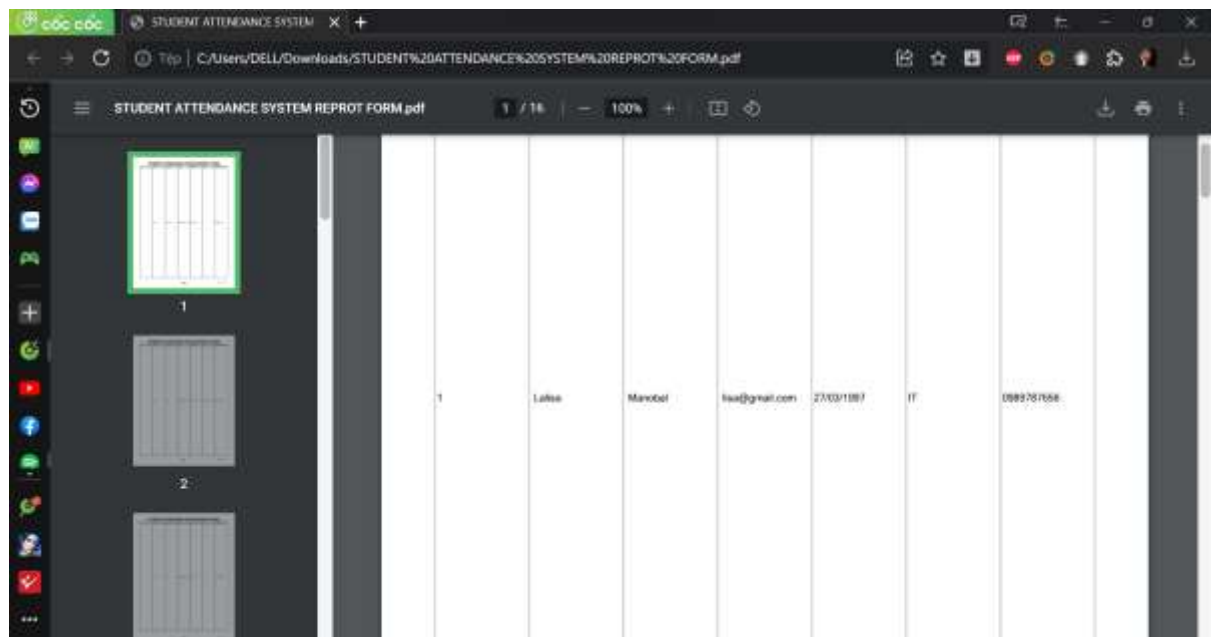 cốc cốc
STUDENT ATTENDANCE SYSTEM
Tệp
C:/Users/DELL/Downloads/STUDENT%20ATTENDANCE%20SYSTEM%20REPROT%20FORM.pdf
STUDENT ATTENDANCE SYSTEM REPROT FORM.pdf
1 / 16
100%
1
2
1 Lalisa Manobal lisa@gmail.com 27/03/1997 IT